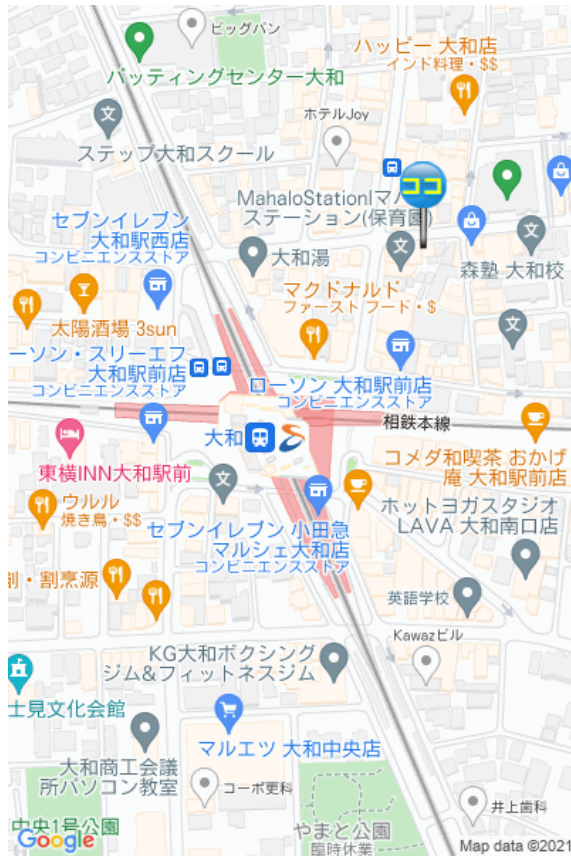 ビッグバン
バッティングセンター大和
ハッピー 大和店
インド料理・$$
文
ホテルJoy
ステップ大和スクール
ココ
MahaloStationlマハ
ステーション(保育園)
セブンイレブン
大和駅西店
コンビニエンスストア
大和湯
文
文
森塾 大和校
マクドナルド
ファースト フード・$
文
太陽酒場 3sun
ーソン・スリーエフ
大和駅前店
コンビニエンスストア
ローソン 大和駅前店
コンビニエンスストア
相鉄本線
大和
東横INN大和駅前
コメダ和喫茶 おかげ
庵 大和駅前店
文
ウルル
焼き鳥・$$
セブンイレブン 小田急
マルシェ大和店
コンビニエンスストア
ホットヨガスタジオ
LAVA 大和南口店
割・割烹源
英語学校
Kawazビル
KG大和ボクシング
ジム&フィットネスジム
士見文化会館
マルエツ 大和中央店
大和商工会議
所パソコン教室
コーポ更科
井上歯科
中央1号公園
やまと公園
臨時休業
Google
Map data ©2021